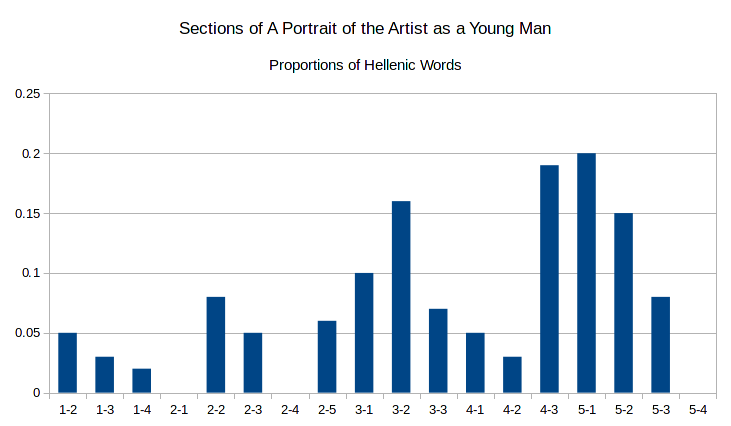 Sections of A Portrait of the Artist as a Young Man
Proportions of Hellenic Words
0.25
0.2
0.15
0.1
0.05
0
1-2 1-3 1-4 2-1 2-2 2-3 2-4 2-5 3-1 3-2 3-3 4-1 4-2 4-3 5-1 5-2 5-3 5-4